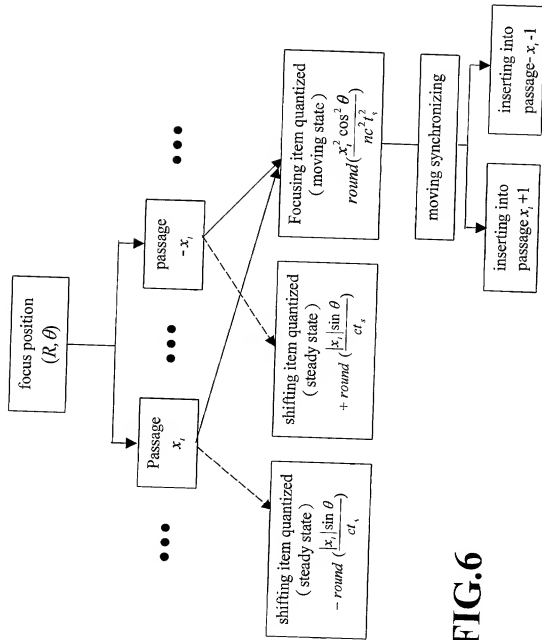 focus position
(R, θ)
Passage
x_i
passage
- x_i
shifting item quantized
( steady state )
- round ( |x_i| sin θ / ct_s )
shifting item quantized
( steady state )
+ round ( |x_i| sin θ / ct_s )
Focusing item quantized
( moving state )
round( x_i^2 cos^2 θ / nc^2 t_s^2 )
moving synchronizing
inserting into
passage x_i+1
inserting into
passage- x_i-1
FIG.6